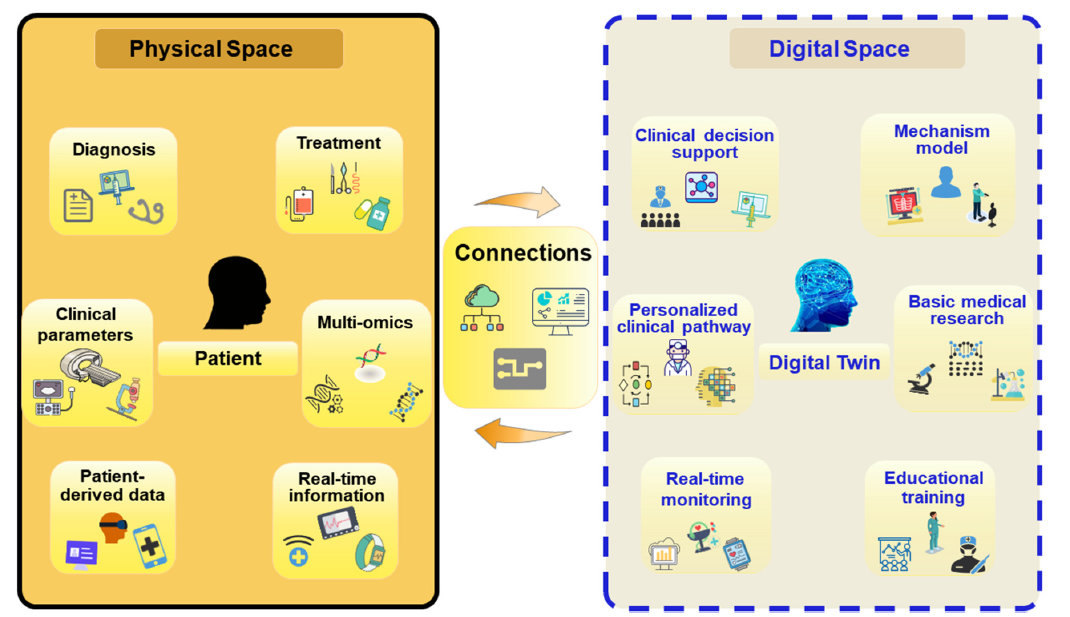 Physical Space
Diagnosis
Treatment
Clinical
parameters
Patient
Multi-omics
Patient-
derived data
Real-time
information
Connections
Digital Space
Clinical decision
support
Mechanism
model
Personalized
clinical pathway
Digital Twin
Basic medical
research
Real-time
monitoring
Educational
training